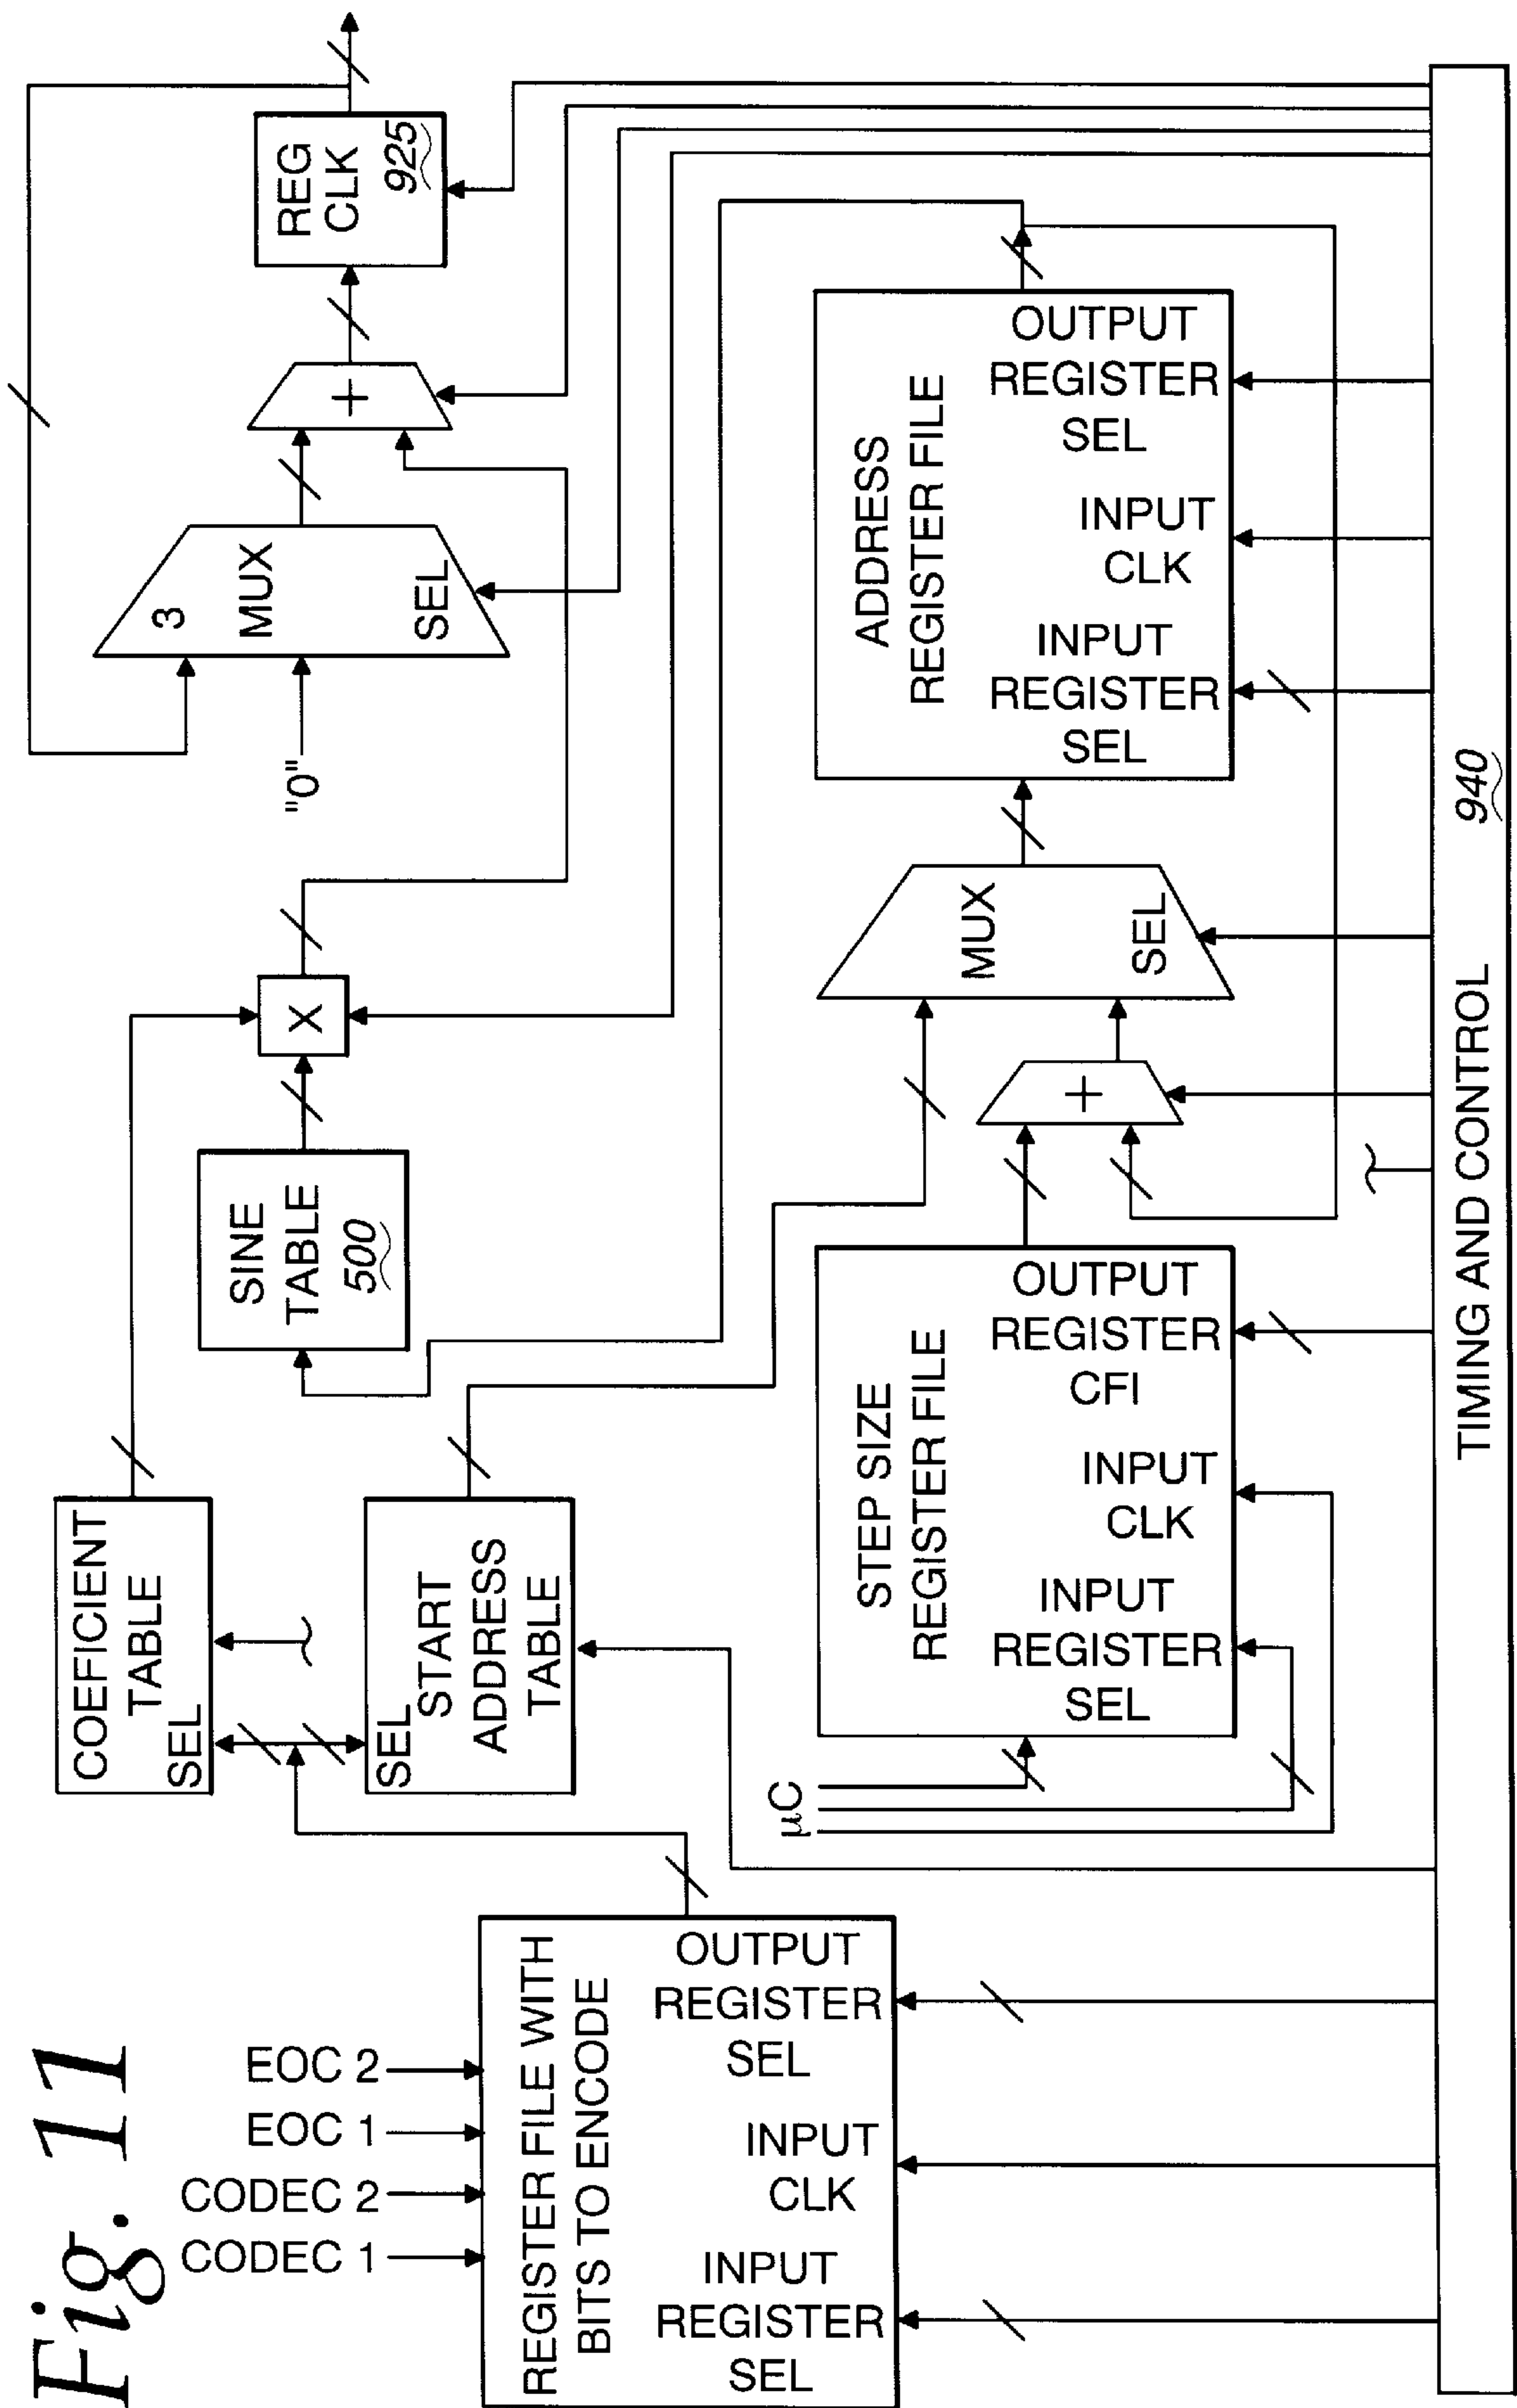 Fig. 11
CODEC 1
CODEC 2
EOC 1
EOC 2
REGISTER FILE WITH
BITS TO ENCODE
INPUT
REGISTER
SEL
INPUT
CLK
OUTPUT
REGISTER
SEL
COEFICIENT
TABLE
SEL
SEL
START
ADDRESS
TABLE
SINE
TABLE
500
X
"0"
3
MUX
SEL
+
REG
CLK
925
µC
STEP SIZE
REGISTER FILE
INPUT
REGISTER
SEL
INPUT
CLK
OUTPUT
REGISTER
CFI
+
MUX
SEL
ADDRESS
REGISTER FILE
INPUT
REGISTER
SEL
INPUT
CLK
OUTPUT
REGISTER
SEL
TIMING AND CONTROL
940